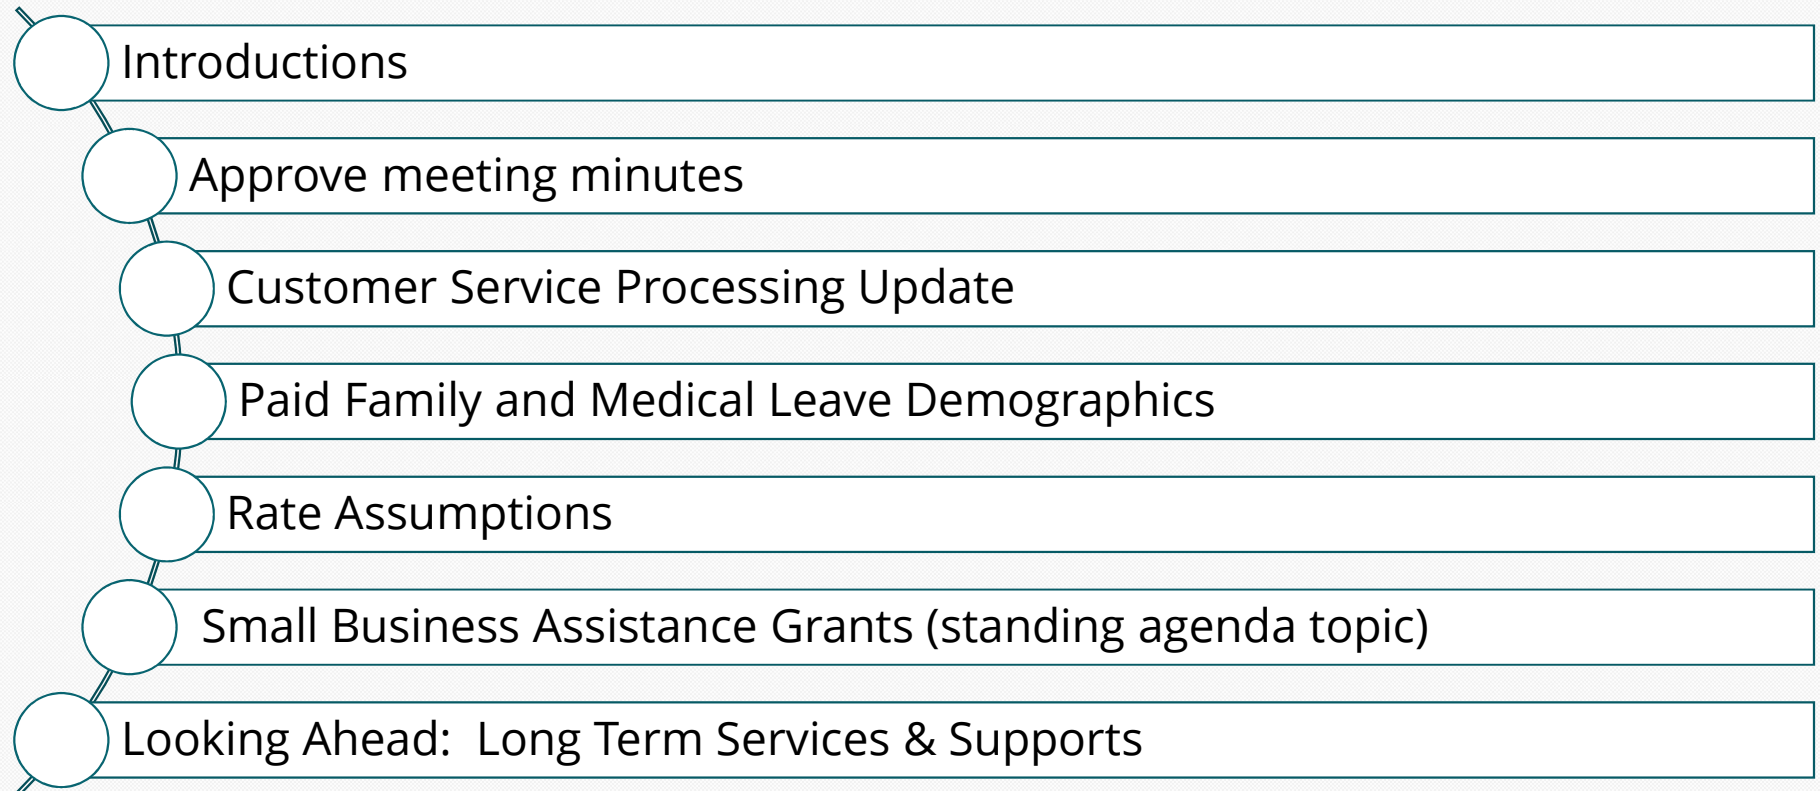 Introductions
Approve meeting minutes
Customer Service Processing Update
Paid Family and Medical Leave Demographics
Rate Assumptions
Small Business Assistance Grants (standing agenda topic)
Looking Ahead:  Long Term Services & Supports